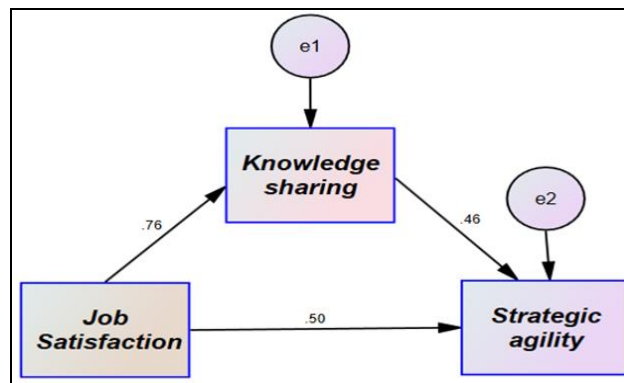 e1
Knowledge
sharing
e2
.76
.46
Job
Satisfaction
.50
Strategic
agility